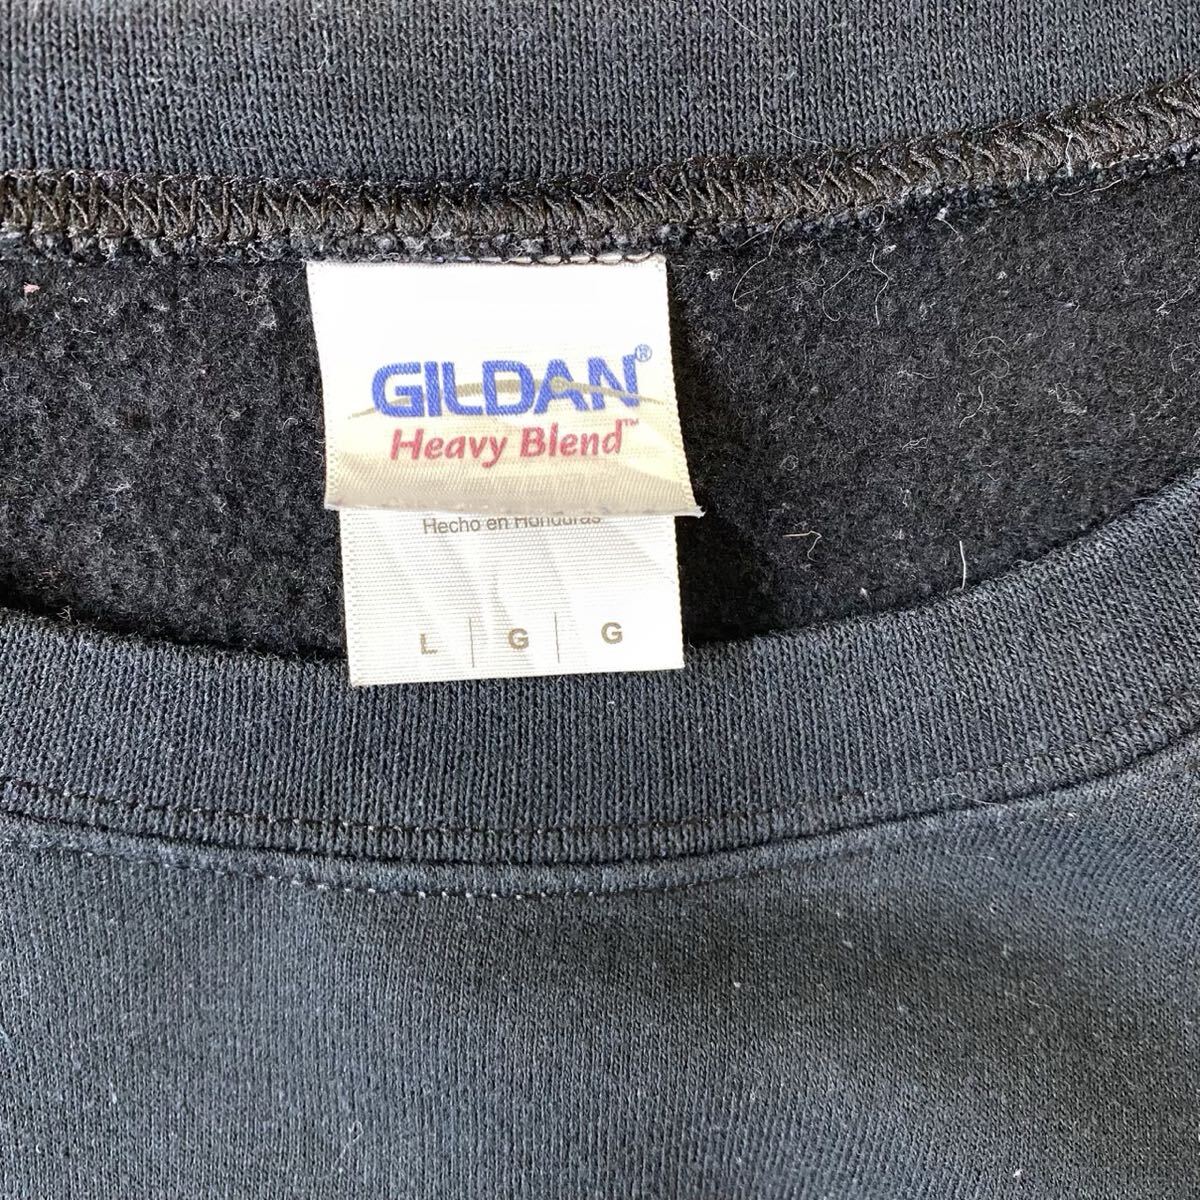 GILDAN®
Heavy Blend™
Hecho en Honduras
L | G | G